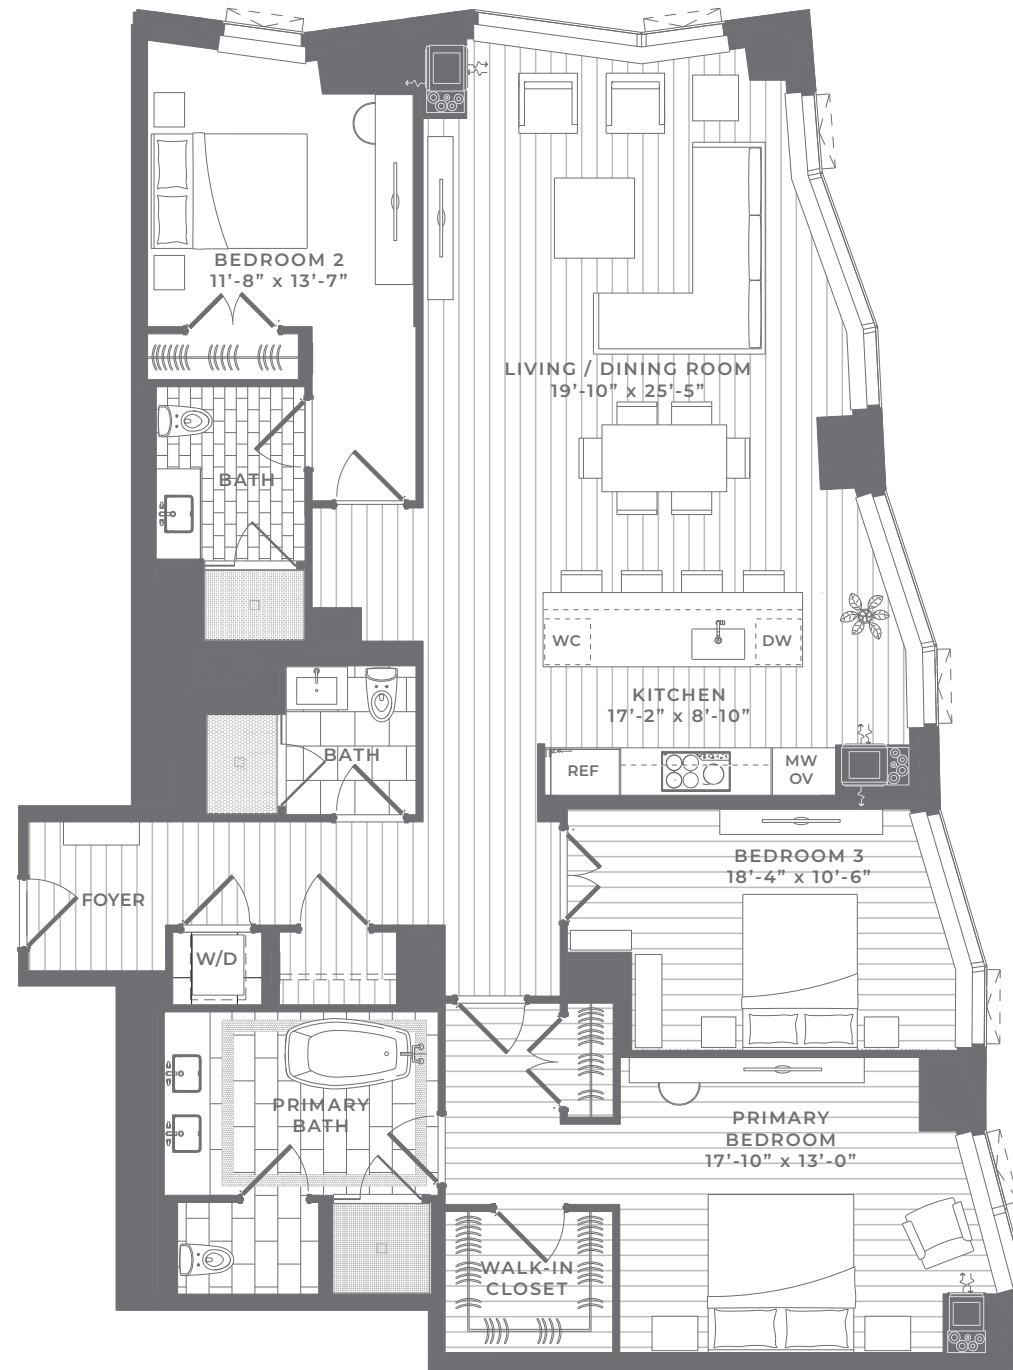 BEDROOM 2
11’-8” x 13’-7”
LIVING / DINING ROOM
19’-10” x 25’-5”
BATH
WC
DW
KITCHEN
17’-2” x 8’-10”
BATH
REF
MW
OV
BEDROOM 3
18’-4” x 10’-6”
FOYER
W/D
PRIMARY
BATH
PRIMARY
BEDROOM
17’-10” x 13’-0”
WALK-IN
CLOSET